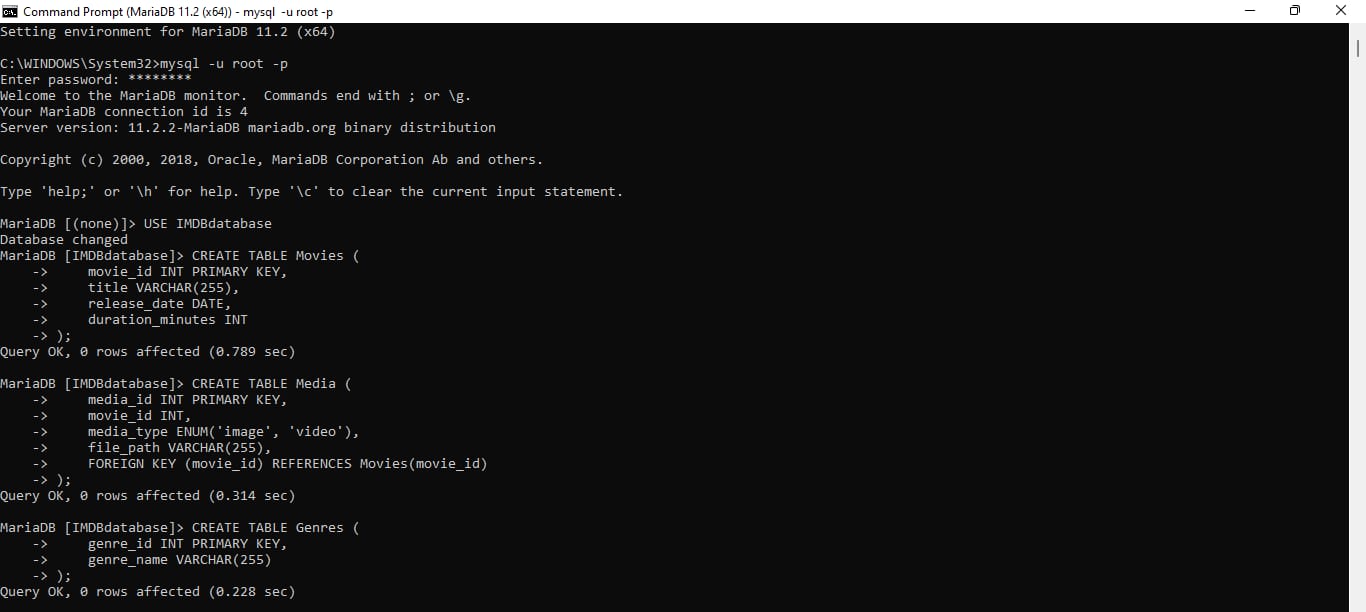 Command Prompt (MariaDB 11.2 (x64)) - mysql -u root -p
Setting environment for MariaDB 11.2 (x64)
C:\WINDOWS\System32>mysql -u root -p
Enter password: ********
Welcome to the MariaDB monitor.  Commands end with ; or \g.
Your MariaDB connection id is 4
Server version: 11.2.2-MariaDB mariadb.org binary distribution
Copyright (c) 2000, 2018, Oracle, MariaDB Corporation Ab and others.
Type 'help;' or '\h' for help. Type '\c' to clear the current input statement.
MariaDB [(none)]> USE IMDBdatabase
Database changed
MariaDB [IMDBdatabase]> CREATE TABLE Movies (
    ->     movie_id INT PRIMARY KEY,
    ->     title VARCHAR(255),
    ->     release_date DATE,
    ->     duration_minutes INT
    -> );
Query OK, 0 rows affected (0.789 sec)
MariaDB [IMDBdatabase]> CREATE TABLE Media (
    ->     media_id INT PRIMARY KEY,
    ->     movie_id INT,
    ->     media_type ENUM('image', 'video'),
    ->     file_path VARCHAR(255),
    ->     FOREIGN KEY (movie_id) REFERENCES Movies(movie_id)
    -> );
Query OK, 0 rows affected (0.314 sec)
MariaDB [IMDBdatabase]> CREATE TABLE Genres (
    ->     genre_id INT PRIMARY KEY,
    ->     genre_name VARCHAR(255)
    -> );
Query OK, 0 rows affected (0.228 sec)